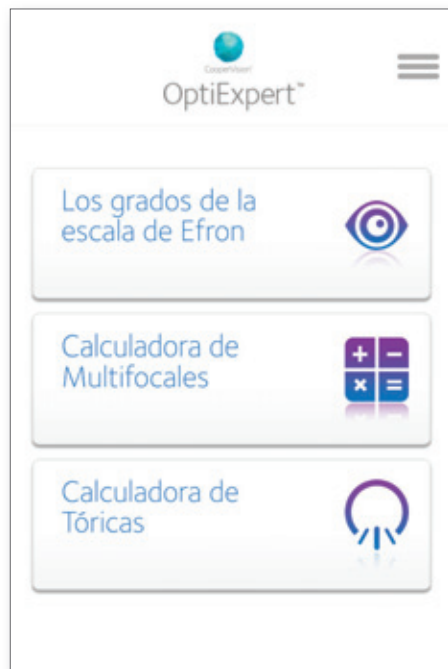 CooperVision
OptiExpert™
Los grados de la
escala de Efron
Calculadora de
Multifocales
Calculadora de
Tóricas